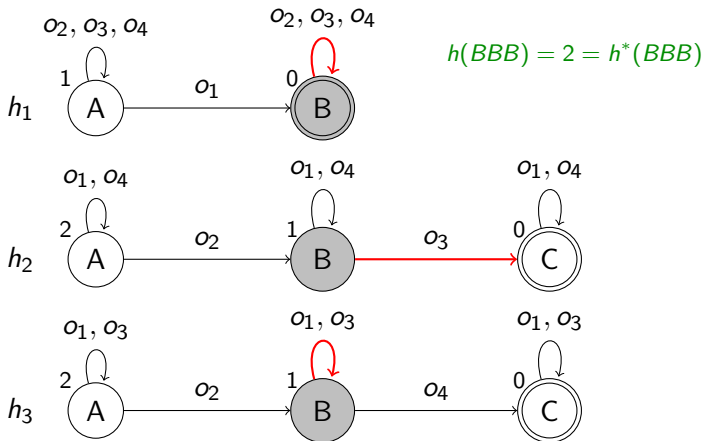 o₂, o₃, o₄ o₂, o₃, o₄
h(BBB) = 2 = h*(BBB)
1 0
h₁ A o₁ B
o₁, o₄ o₁, o₄ o₁, o₄
2 1 0
h₂ A o₂ B o₃ C
o₁, o₃ o₁, o₃ o₁, o₃
2 1 0
h₃ A o₂ B o₄ C